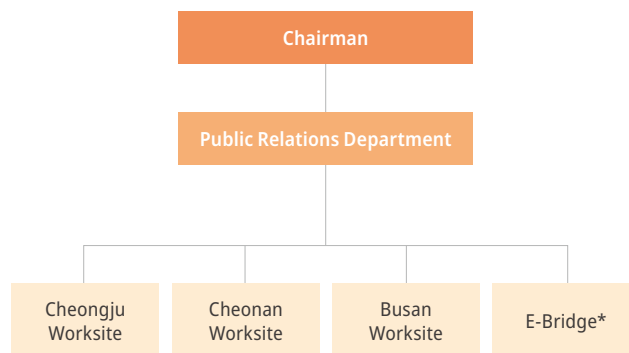 Chairman
Public Relations Department
Cheongju
Worksite
Cheonan
Worksite
Busan
Worksite
E-Bridge*